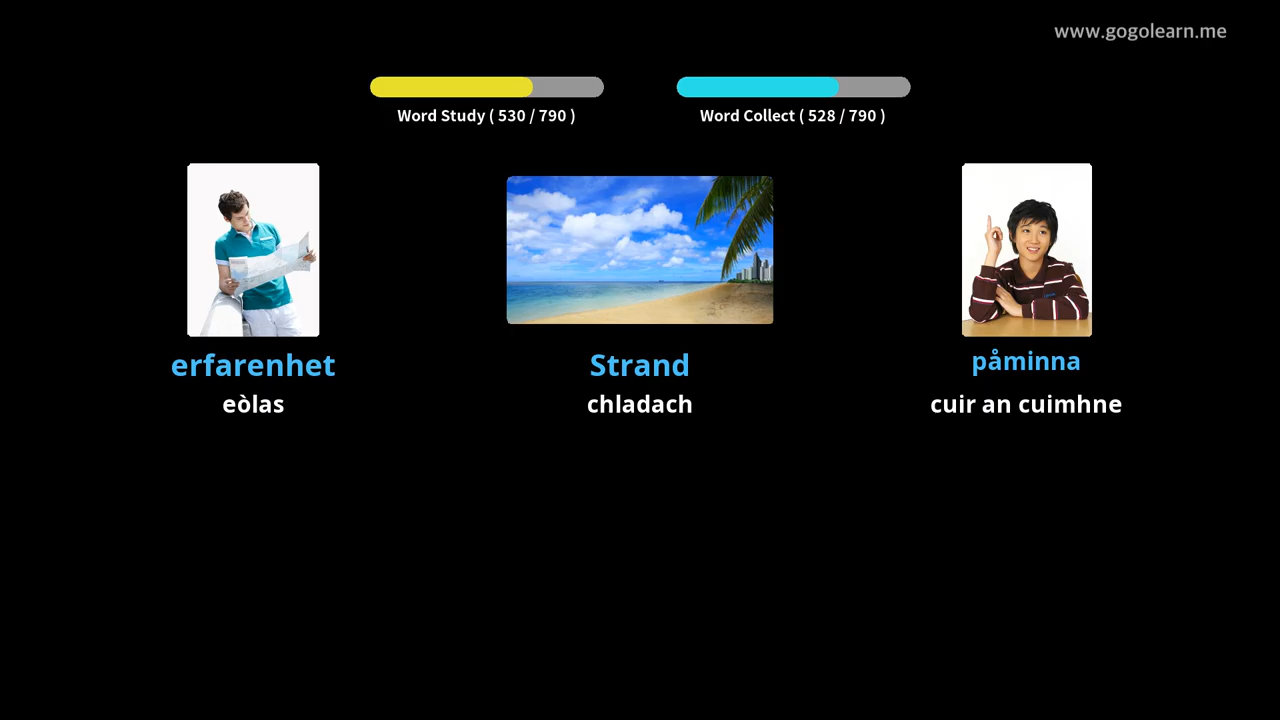 www.gogolearn.me
Word Study ( 530 / 790 )
Word Collect ( 528 / 790 )
erfarenhet
Strand
påminna
eòlas
chladach
cuir an cuimhne